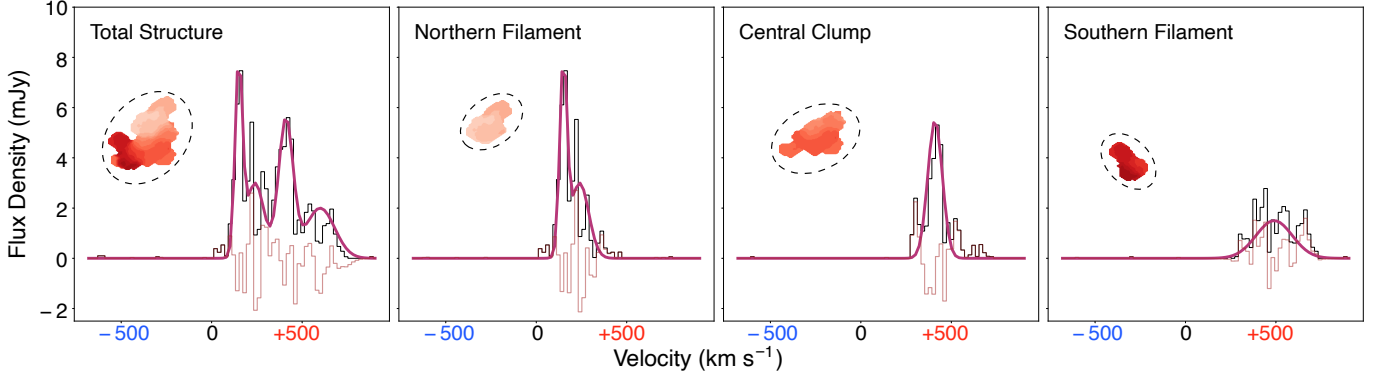 Total Structure
Northern Filament
Central Clump
Southern Filament
Flux Density (mJy)
10
8
6
4
2
0
−2
−500 0 +500
−500 0 +500
−500 0 +500
−500 0 +500
Velocity (km s⁻¹)